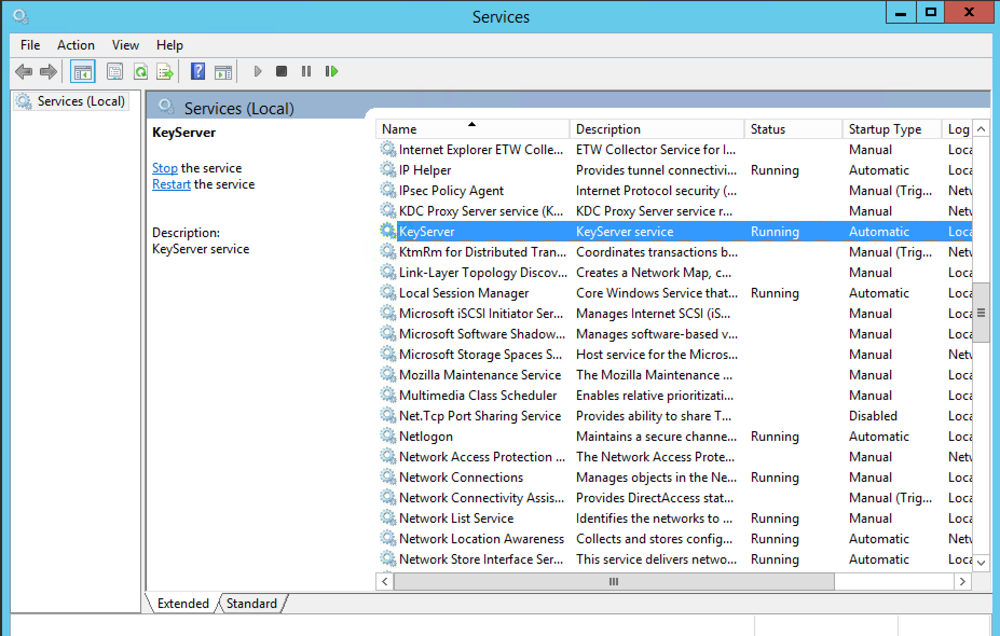 Services
File Action View Help
Services (Local)
Services (Local)
KeyServer
Stop the service
Restart the service
Description:
KeyServer service
Name Description Status Startup Type Log
Internet Explorer ETW Colle... ETW Collector Service for I... Manual Loca
IP Helper Provides tunnel connectivi... Running Automatic Loca
IPsec Policy Agent Internet Protocol security (... Manual (Trig... Netw
KDC Proxy Server service (K... KDC Proxy Server service r... Manual Netw
KeyServer KeyServer service Running Automatic Loca
KtmRm for Distributed Tran... Coordinates transactions b... Manual (Trig... Netw
Link-Layer Topology Discov... Creates a Network Map, c... Manual Loca
Local Session Manager Core Windows Service that... Running Automatic Loca
Microsoft iSCSI Initiator Ser... Manages Internet SCSI (iS... Manual Loca
Microsoft Software Shadow... Manages software-based v... Manual Loca
Microsoft Storage Spaces S... Host service for the Micros... Manual Netw
Mozilla Maintenance Service The Mozilla Maintenance ... Manual Loca
Multimedia Class Scheduler Enables relative prioritizati... Manual Loca
Net.Tcp Port Sharing Service Provides ability to share T... Disabled Loca
Netlogon Maintains a secure channe... Running Automatic Loca
Network Access Protection ... The Network Access Prote... Manual Netw
Network Connections Manages objects in the Ne... Running Manual Loca
Network Connectivity Assis... Provides DirectAccess stat... Manual (Trig... Loca
Network List Service Identifies the networks to ... Running Manual Loca
Network Location Awareness Collects and stores config... Running Automatic Netw
Network Store Interface Ser... This service delivers netwo... Running Automatic Loca
Extended Standard